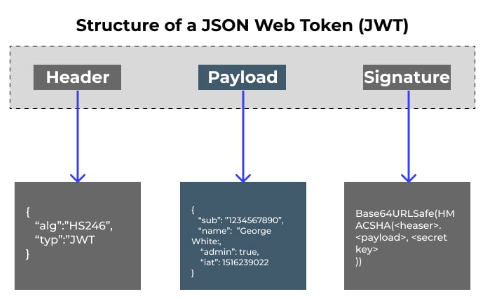 Structure of a JSON Web Token (JWT)
Header
Payload
Signature
{
“alg”:”HS246”,
“typ”:”JWT
}
{
“sub”: ”1234567890”,
“name”: ”George
White:,
“admin”: true,
“iat”: 1516239022
}
Base64URLSafe(HM
ACSHA(<heaser>.
<payload>, <secret
key>
))